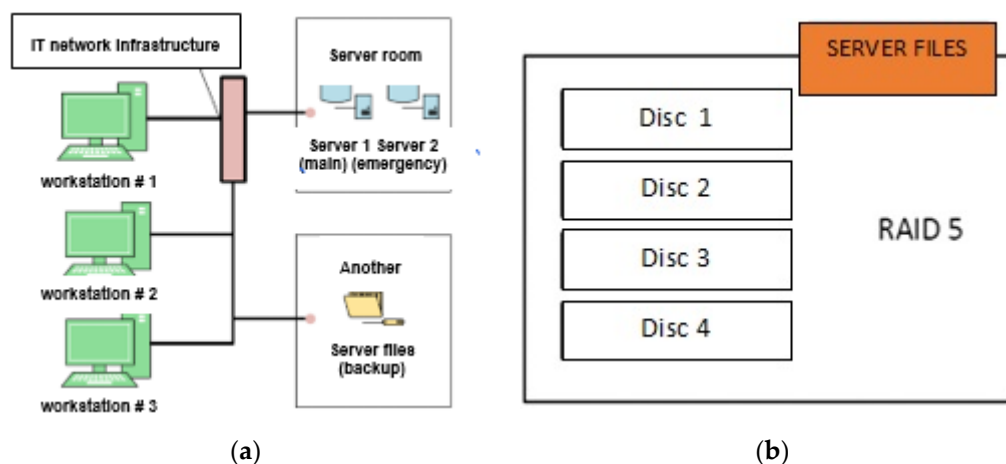 IT network infrastructure
workstation # 1
workstation # 2
workstation # 3
Server room
Server 1 Server 2
(main) (emergency)
Another
Server files
(backup)
(a)
SERVER FILES
Disc 1
Disc 2
Disc 3
Disc 4
RAID 5
(b)